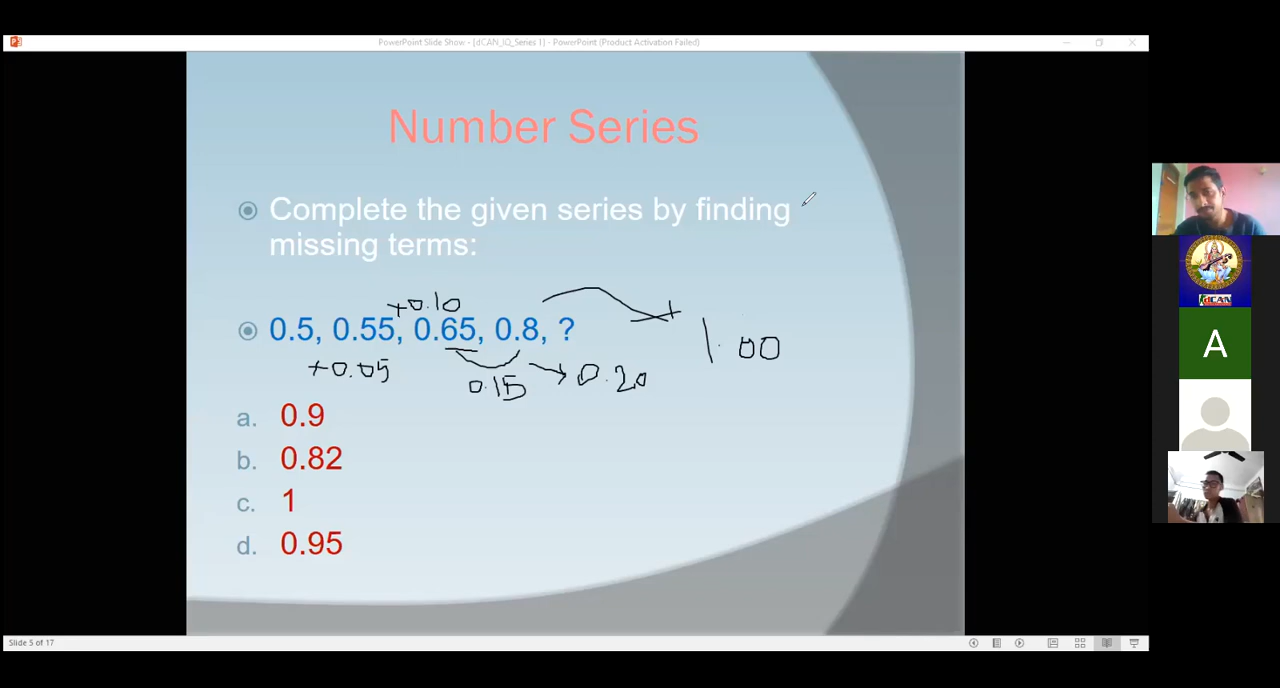 PowerPoint Slide Show - [dCAN_IQ_Series 1] - PowerPoint (Product Activation Failed)
Number Series
Complete the given series by finding
missing terms:
+0.10
0.5, 0.55, 0.65, 0.8, ?
1.00
+0.05
0.15
0.20
a. 0.9
b. 0.82
c. 1
d. 0.95
Slide 5 of 17
dCAN
A